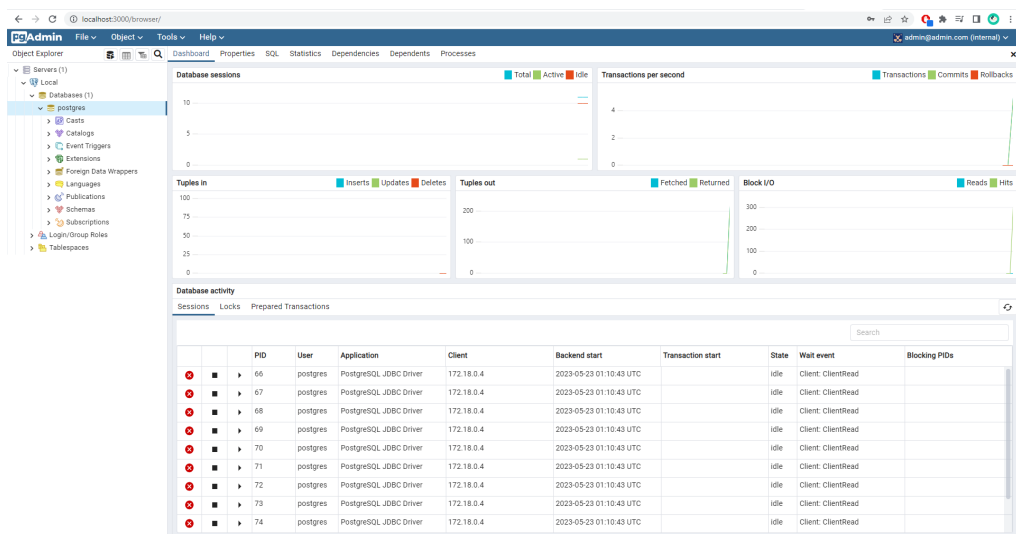 localhost:3000/browser/
pgAdmin File Object Tools Help admin@admin.com (internal)
Object Explorer Dashboard Properties SQL Statistics Dependencies Dependents Processes
Servers (1)
Local
Databases (1)
postgres
Casts
Catalogs
Event Triggers
Extensions
Foreign Data Wrappers
Languages
Publications
Schemas
Subscriptions
Login/Group Roles
Tablespaces
Database sessions Total Active Idle
10
5
0
Transactions per second Transactions Commits Rollbacks
4
2
0
Tuples in Inserts Updates Deletes
100
75
50
25
0
Tuples out Fetched Returned
200
100
0
Block I/O Reads Hits
300
200
100
0
Database activity
Sessions Locks Prepared Transactions
Search
PID User Application Client Backend start Transaction start State Wait event Blocking PIDs
66 postgres PostgreSQL JDBC Driver 172.18.0.4 2023-05-23 01:10:43 UTC idle Client: ClientRead
67 postgres PostgreSQL JDBC Driver 172.18.0.4 2023-05-23 01:10:43 UTC idle Client: ClientRead
68 postgres PostgreSQL JDBC Driver 172.18.0.4 2023-05-23 01:10:43 UTC idle Client: ClientRead
69 postgres PostgreSQL JDBC Driver 172.18.0.4 2023-05-23 01:10:43 UTC idle Client: ClientRead
70 postgres PostgreSQL JDBC Driver 172.18.0.4 2023-05-23 01:10:43 UTC idle Client: ClientRead
71 postgres PostgreSQL JDBC Driver 172.18.0.4 2023-05-23 01:10:43 UTC idle Client: ClientRead
72 postgres PostgreSQL JDBC Driver 172.18.0.4 2023-05-23 01:10:43 UTC idle Client: ClientRead
73 postgres PostgreSQL JDBC Driver 172.18.0.4 2023-05-23 01:10:43 UTC idle Client: ClientRead
74 postgres PostgreSQL JDBC Driver 172.18.0.4 2023-05-23 01:10:43 UTC idle Client: ClientRead